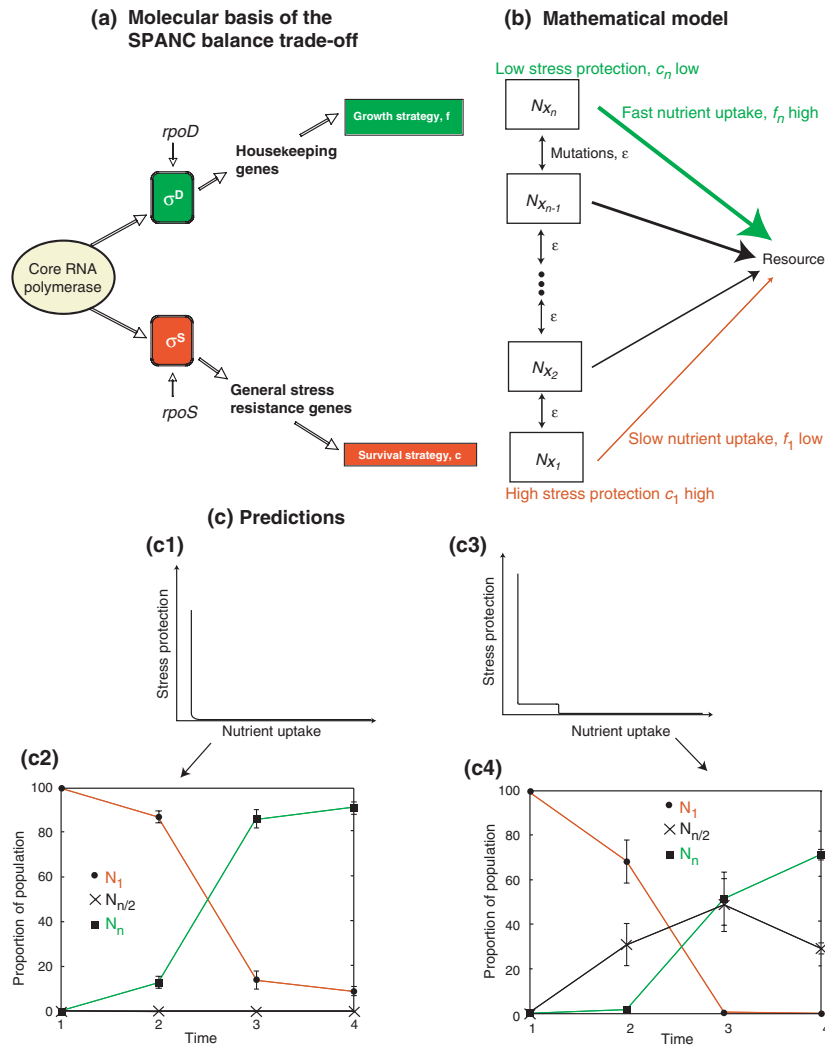 (a) Molecular basis of the
SPANC balance trade-off
rpoD
σD
Housekeeping
genes
Growth strategy, f
Core RNA
polymerase
σS
rpoS
General stress
resistance genes
Survival strategy, c
(b) Mathematical model
Low stress protection, cn low
Nxn
Fast nutrient uptake, fn high
Mutations, ε
Nxn-1
ε
Resource
ε
Nx2
ε
Nx1
Slow nutrient uptake, f1 low
High stress protection c1 high
(c) Predictions
(c1)
Stress protection
Nutrient uptake
(c3)
Stress protection
Nutrient uptake
(c2)
Proportion of population
100
80
60
40
20
0
N1
Nn/2
Nn
1 2 3 4
Time
(c4)
Proportion of population
100
80
60
40
20
0
N1
Nn/2
Nn
1 2 3 4
Time